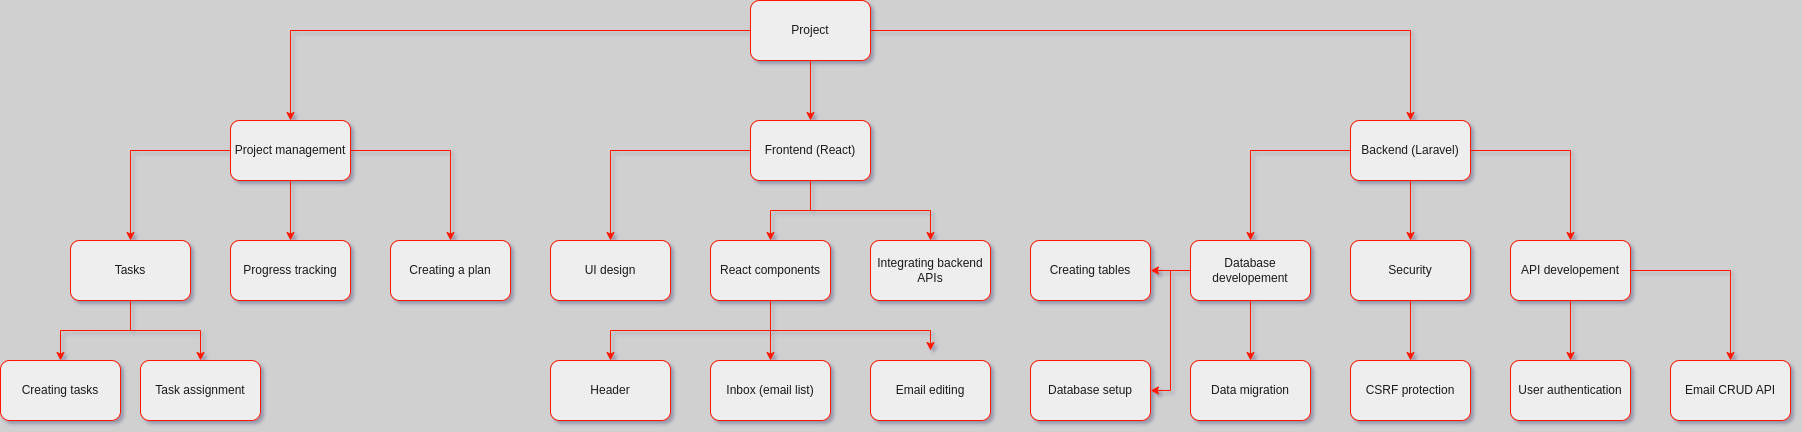 Project
Project management
Frontend (React)
Backend (Laravel)
Tasks
Progress tracking
Creating a plan
UI design
React components
Integrating backend
APIs
Creating tables
Database
developement
Security
API developement
Creating tasks
Task assignment
Header
Inbox (email list)
Email editing
Database setup
Data migration
CSRF protection
User authentication
Email CRUD API